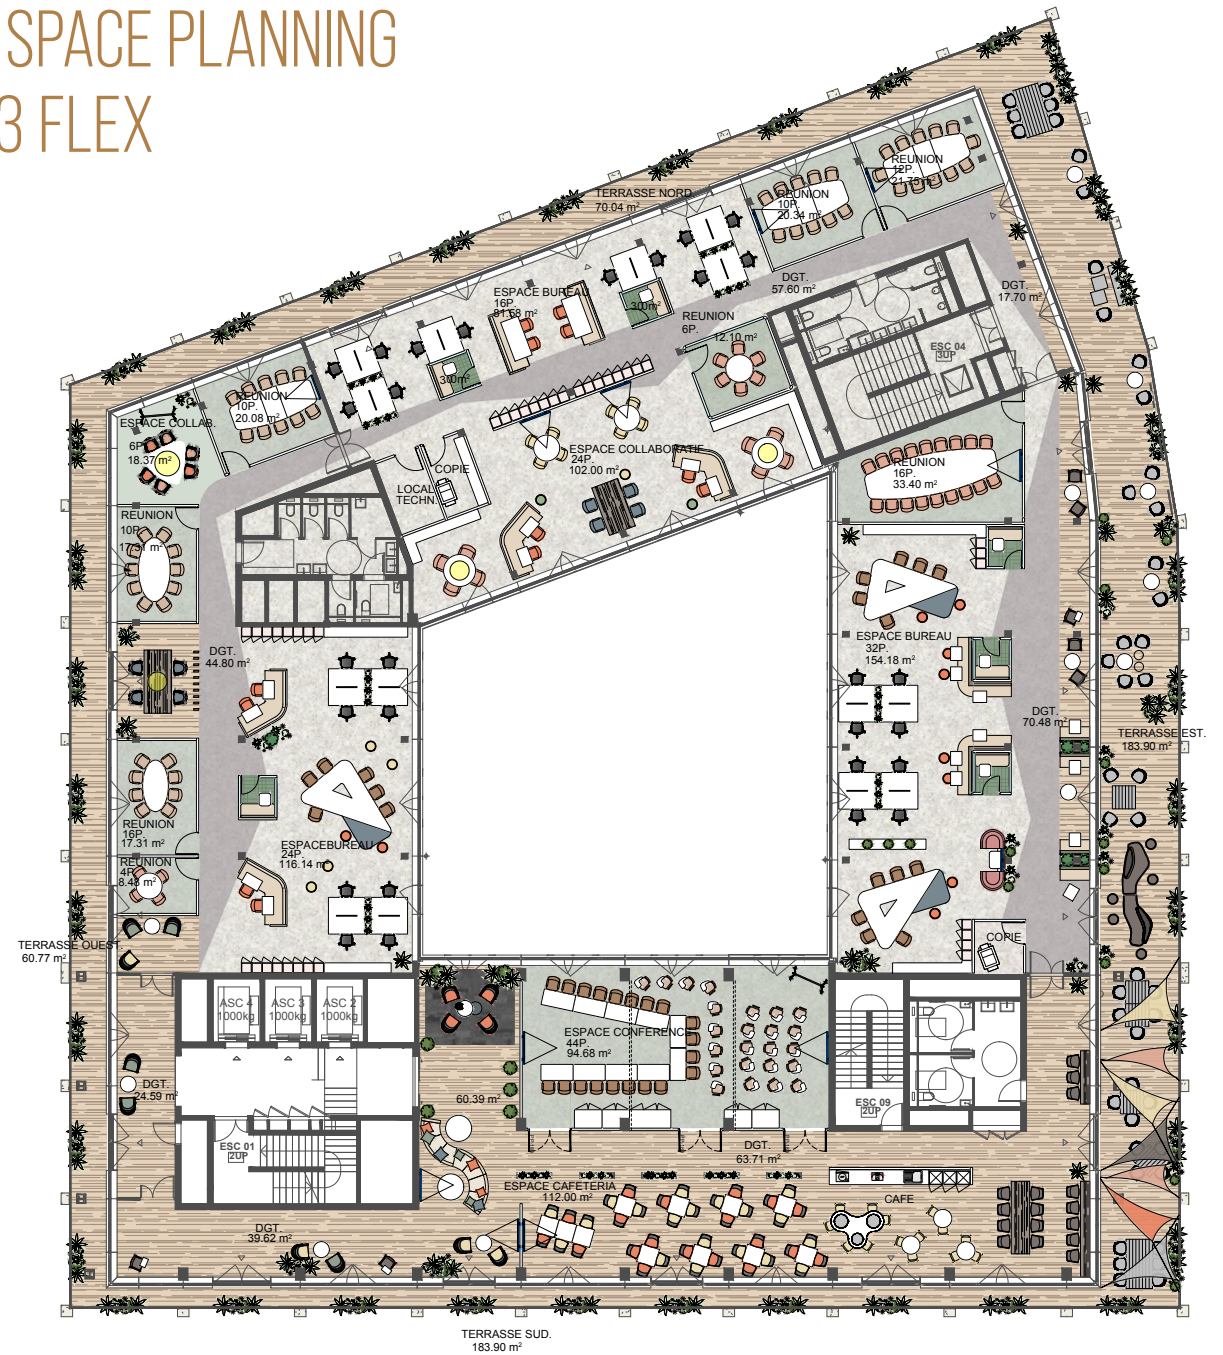 SPACE PLANNING
3 FLEX
TERRASSE NORD.
70.04 m²
REUNION
12P.
21.75 m²
REUNION
10P.
20.34 m²
DGT.
57.60 m²
DGT.
17.70 m²
ESPACE BUREAU
16P.
81.68 m²
3.00m²
REUNION
6P.
12.10 m²
ESC 04
3UP
3.00m²
REUNION
10P.
20.08 m²
ESPACE COLLAB.
6P.
18.37 m²
ESPACE COLLABORATIF
24P.
102.00 m²
COPIE
LOCAL
TECHN.
REUNION
16P.
33.40 m²
REUNION
10P.
17.31 m²
DGT.
44.80 m²
ESPACE BUREAU
32P.
154.18 m²
DGT.
70.48 m²
TERRASSE EST.
183.90 m²
REUNION
16P.
17.31 m²
REUNION
4P.
8.48 m²
ESPACEBUREAU
24P.
116.14 m²
TERRASSE OUEST.
60.77 m²
COPIE
ASC 4
1000kg
ASC 3
1000kg
ASC 2
1000kg
ESPACE CONFERENCE
44P.
94.68 m²
DGT.
24.59 m²
60.39 m²
ESC 09
2UP
ESC 01
2UP
DGT.
63.71 m²
ESPACE CAFETERIA
112.00 m²
CAFE
DGT.
39.62 m²
TERRASSE SUD.
183.90 m²